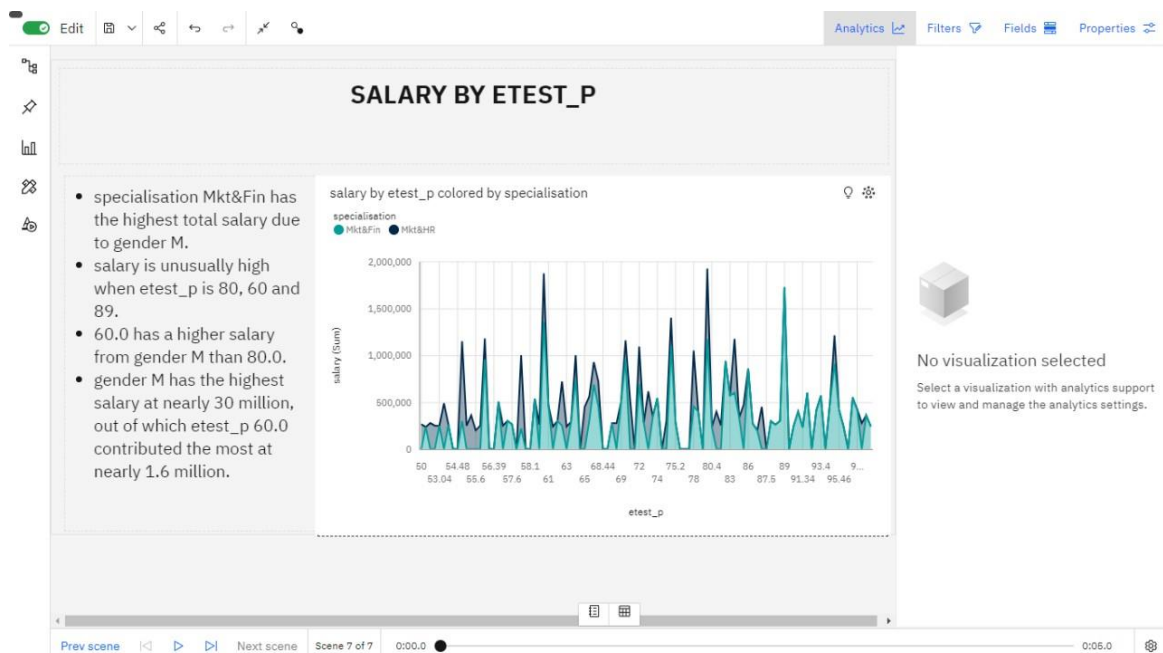 Edit
Analytics
Filters
Fields
Properties
SALARY BY ETEST_P
• specialisation Mkt&Fin has
the highest total salary due
to gender M.
• salary is unusually high
when etest_p is 80, 60 and
89.
• 60.0 has a higher salary
from gender M than 80.0.
• gender M has the highest
salary at nearly 30 million,
out of which etest_p 60.0
contributed the most at
nearly 1.6 million.
salary by etest_p colored by specialisation
specialisation
Mkt&Fin Mkt&HR
salary (Sum)
2,000,000
1,500,000
1,000,000
500,000
0
50 54.48 56.39 58.1 63 68.44 72 75.2 80.4 86 89 93.4 9...
53.04 55.6 57.6 61 65 69 74 78 83 87.5 91.34 95.46
etest_p
No visualization selected
Select a visualization with analytics support
to view and manage the analytics settings.
Prev scene
Next scene
Scene 7 of 7
0:00.0
0:05.0